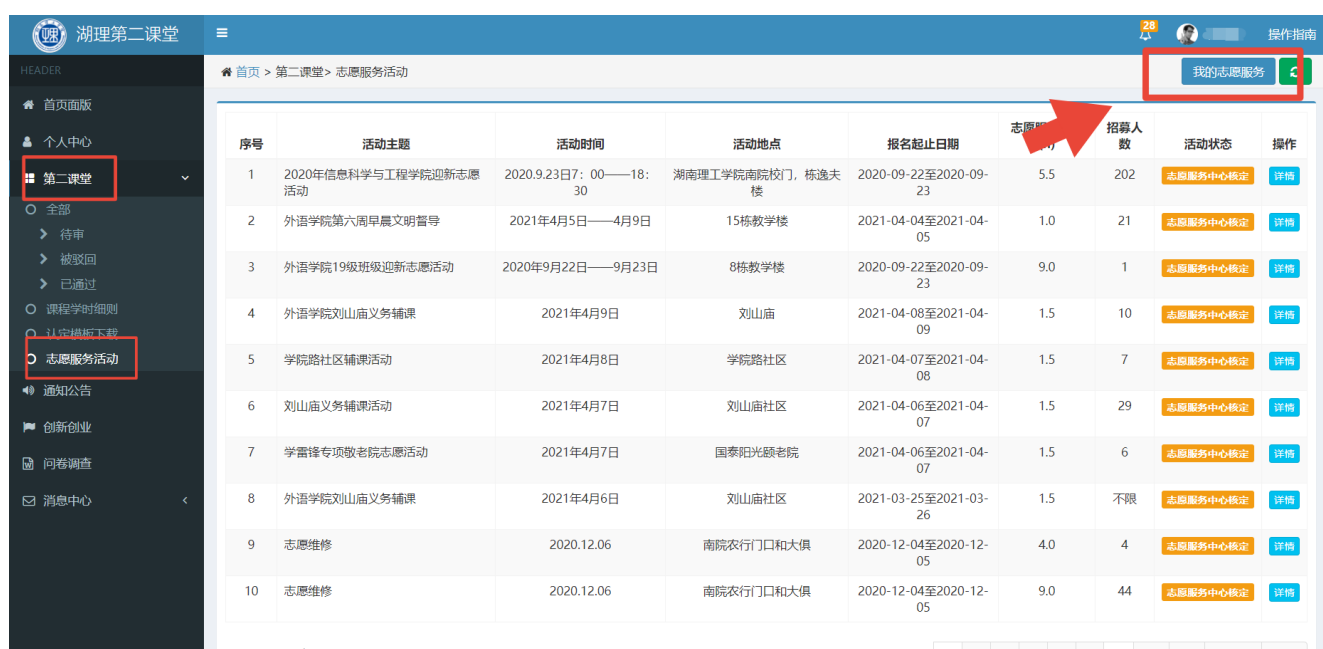 湖理第二课堂
28
操作指南
HEADER
首页 > 第二课堂> 志愿服务活动
我的志愿服务
首页面版
个人中心
第二课堂
全部
待审
被驳回
已通过
课程学时细则
认定模板下载
志愿服务活动
通知公告
创新创业
问卷调查
消息中心
序号 活动主题 活动时间 活动地点 报名起止日期 志愿服 招募人数 活动状态 操作
1 2020年信息科学与工程学院迎新志愿 2020.9.23日7：00——18： 湖南理工学院南院校门，栋逸夫 2020-09-22至2020-09- 5.5 202 志愿服务中心核定 详情
活动 30 楼 23
2 外语学院第六周早晨文明督导 2021年4月5日——4月9日 15栋教学楼 2021-04-04至2021-04- 1.0 21 志愿服务中心核定 详情
05
3 外语学院19级班级迎新志愿活动 2020年9月22日——9月23日 8栋教学楼 2020-09-22至2020-09- 9.0 1 志愿服务中心核定 详情
23
4 外语学院刘山庙义务辅课 2021年4月9日 刘山庙 2021-04-08至2021-04- 1.5 10 志愿服务中心核定 详情
09
5 学院路社区辅课活动 2021年4月8日 学院路社区 2021-04-07至2021-04- 1.5 7 志愿服务中心核定 详情
08
6 刘山庙义务辅课活动 2021年4月7日 刘山庙社区 2021-04-06至2021-04- 1.5 29 志愿服务中心核定 详情
07
7 学雷锋专项敬老院志愿活动 2021年4月7日 国泰阳光颐老院 2021-04-06至2021-04- 1.5 6 志愿服务中心核定 详情
07
8 外语学院刘山庙义务辅课 2021年4月6日 刘山庙社区 2021-03-25至2021-03- 1.5 不限 志愿服务中心核定 详情
26
9 志愿维修 2020.12.06 南院农行门口和大俱 2020-12-04至2020-12- 4.0 4 志愿服务中心核定 详情
05
10 志愿维修 2020.12.06 南院农行门口和大俱 2020-12-04至2020-12- 9.0 44 志愿服务中心核定 详情
05